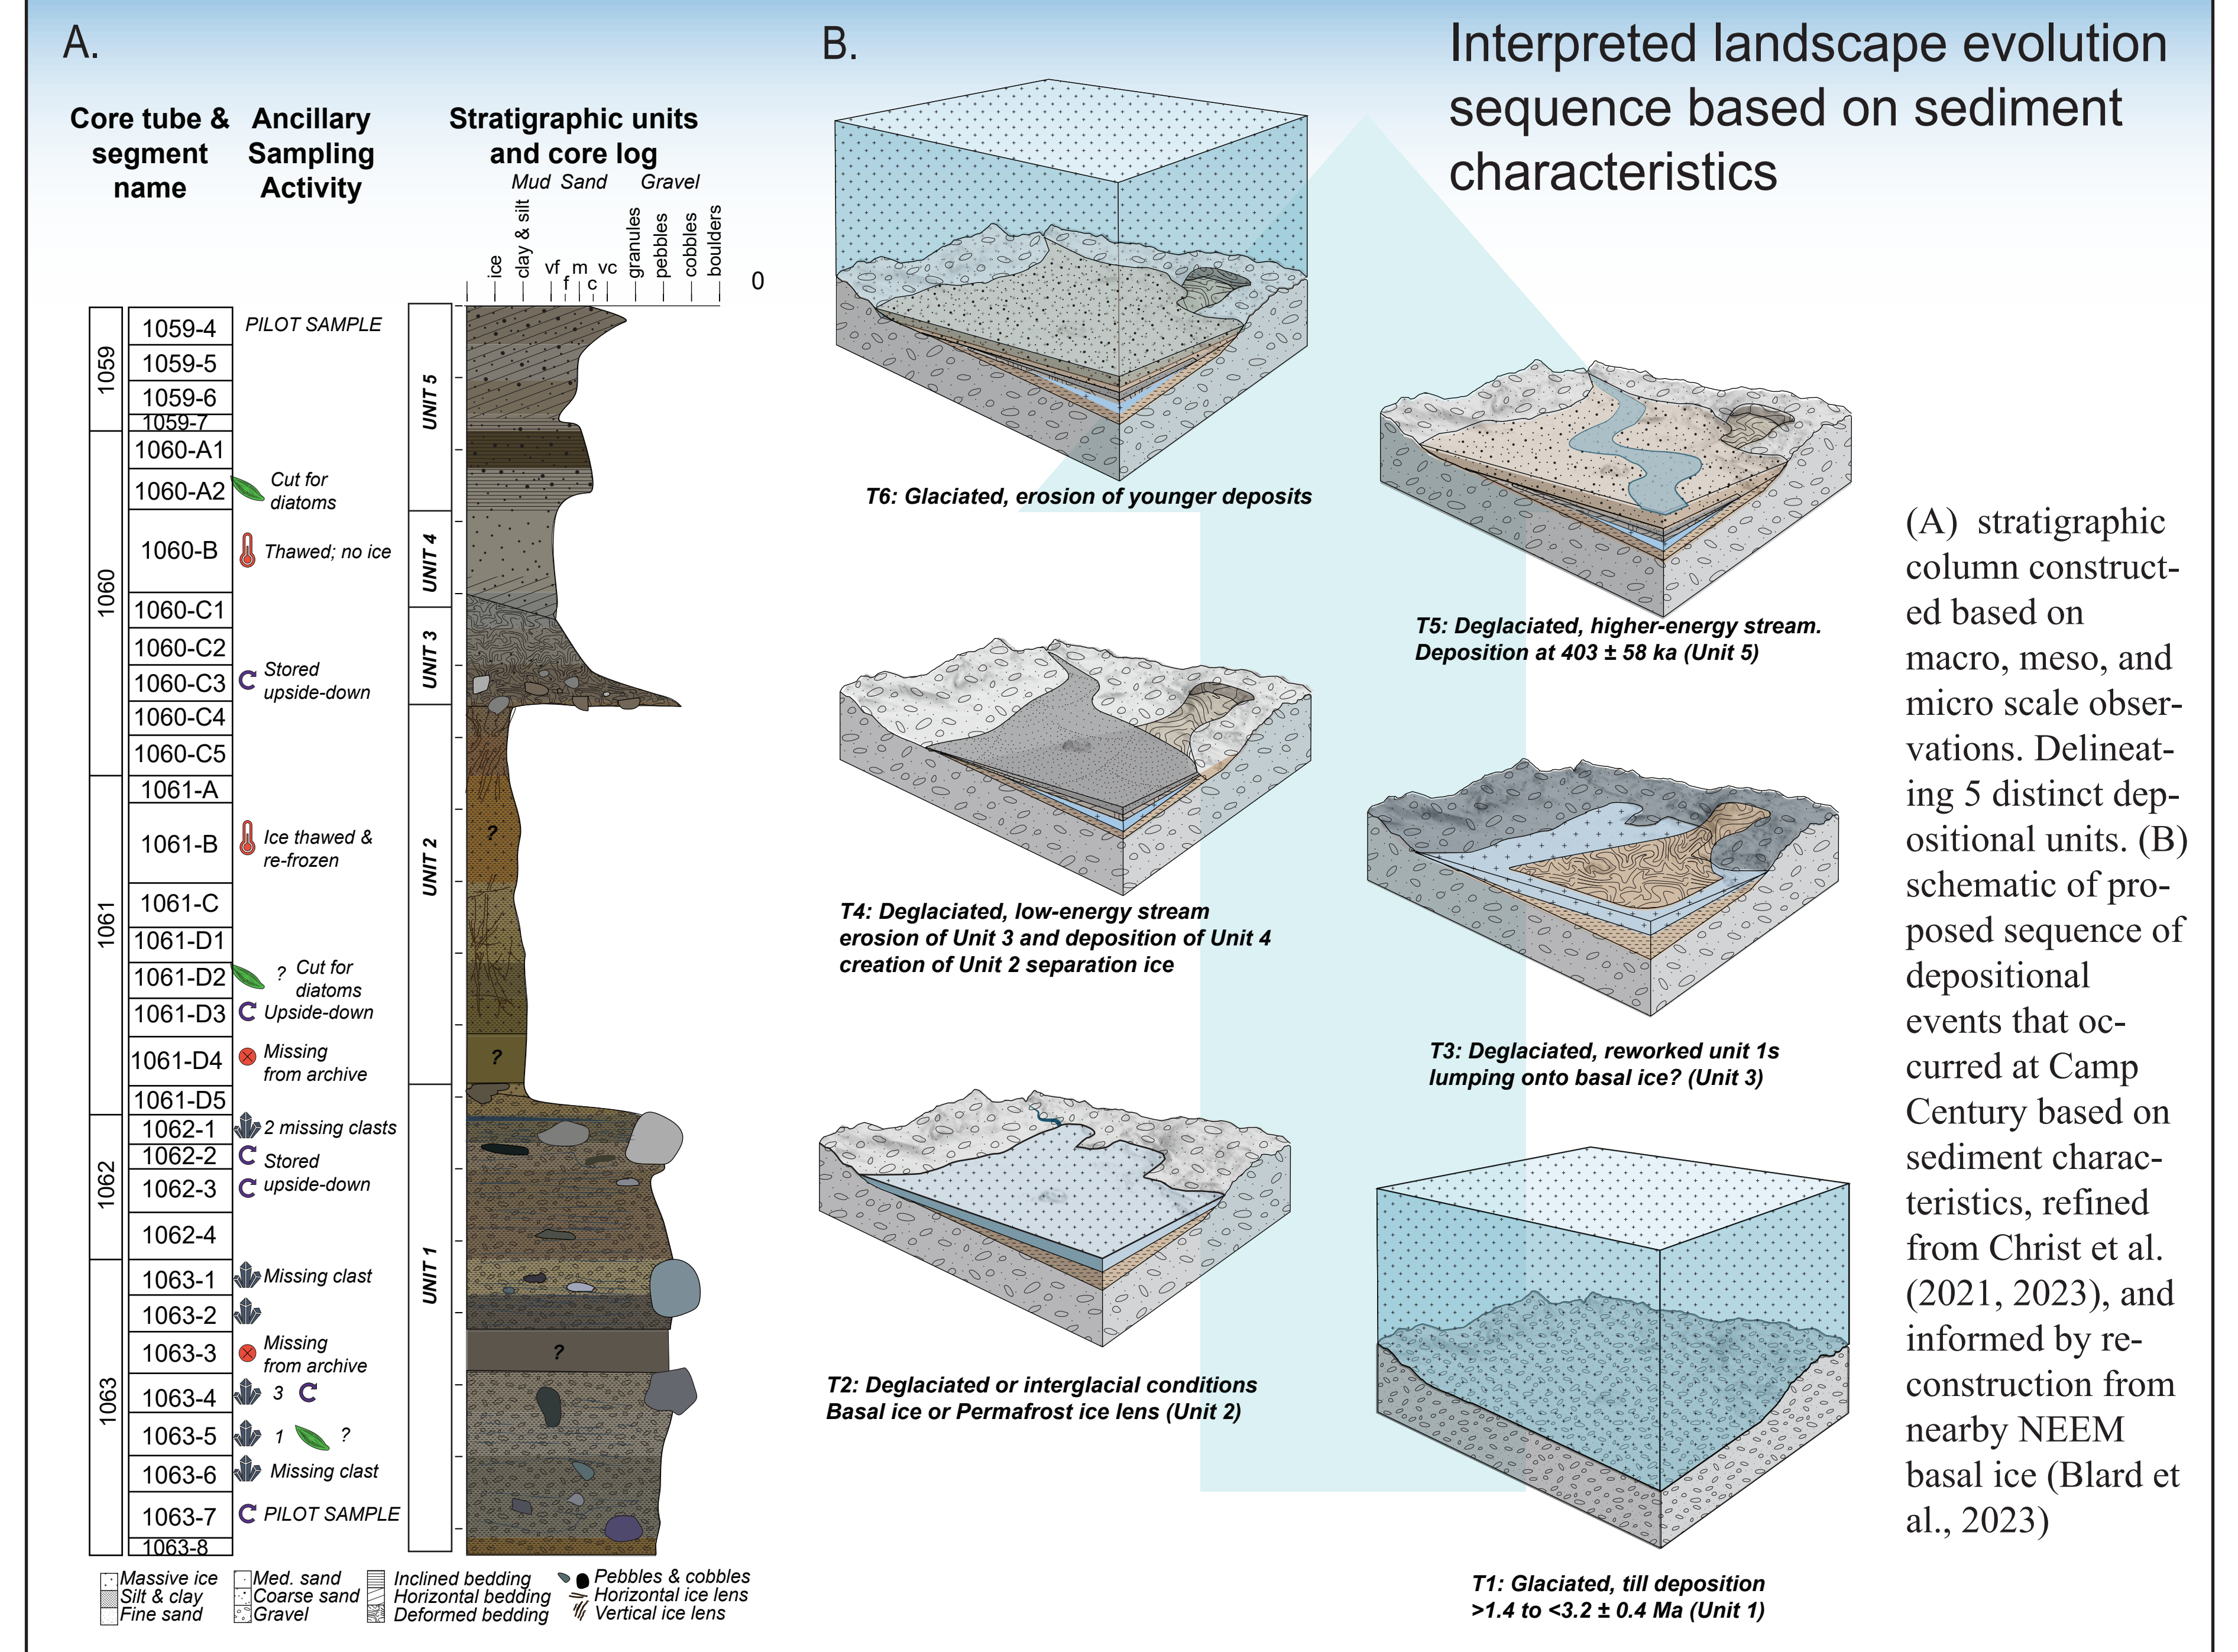 A.
B.
Interpreted landscape evolution
sequence based on sediment
characteristics
Core tube &
segment
name
Ancillary
Sampling
Activity
Stratigraphic units
and core log
Mud Sand Gravel
ice
clay & silt
vf
f
m
c
vc
granules
pebbles
cobbles
boulders
0
1059
1059-4
PILOT SAMPLE
1059-5
1059-6
1059-7
1060
1060-A1
1060-A2
Cut for
diatoms
1060-B
Thawed; no ice
1060-C1
1060-C2
1060-C3
Stored
upside-down
1060-C4
1060-C5
1061
1061-A
1061-B
Ice thawed &
re-frozen
1061-C
1061-D1
1061-D2
? Cut for
diatoms
1061-D3
Upside-down
1061-D4
Missing
from archive
1061-D5
1062
1062-1
2 missing clasts
1062-2
1062-3
Stored
upside-down
1062-4
1063
1063-1
Missing clast
1063-2
1063-3
Missing
from archive
1063-4
3
1063-5
1 ?
1063-6
Missing clast
1063-7
PILOT SAMPLE
1063-8
UNIT 5
UNIT 4
UNIT 3
UNIT 2
UNIT 1
?
?
?
Massive ice
Silt & clay
Fine sand
Med. sand
Coarse sand
Gravel
Inclined bedding
Horizontal bedding
Deformed bedding
Pebbles & cobbles
Horizontal ice lens
Vertical ice lens
T6: Glaciated, erosion of younger deposits
T5: Deglaciated, higher-energy stream.
Deposition at 403 ± 58 ka (Unit 5)
T4: Deglaciated, low-energy stream
erosion of Unit 3 and deposition of Unit 4
creation of Unit 2 separation ice
T3: Deglaciated, reworked unit 1s
lumping onto basal ice? (Unit 3)
T2: Deglaciated or interglacial conditions
Basal ice or Permafrost ice lens (Unit 2)
T1: Glaciated, till deposition
>1.4 to <3.2 ± 0.4 Ma (Unit 1)
(A) stratigraphic
column construct-
ed based on
macro, meso, and
micro scale obser-
vations. Delineat-
ing 5 distinct dep-
ositional units. (B)
schematic of pro-
posed sequence of
depositional
events that oc-
curred at Camp
Century based on
sediment charac-
teristics, refined
from Christ et al.
(2021, 2023), and
informed by re-
construction from
nearby NEEM
basal ice (Blard et
al., 2023)